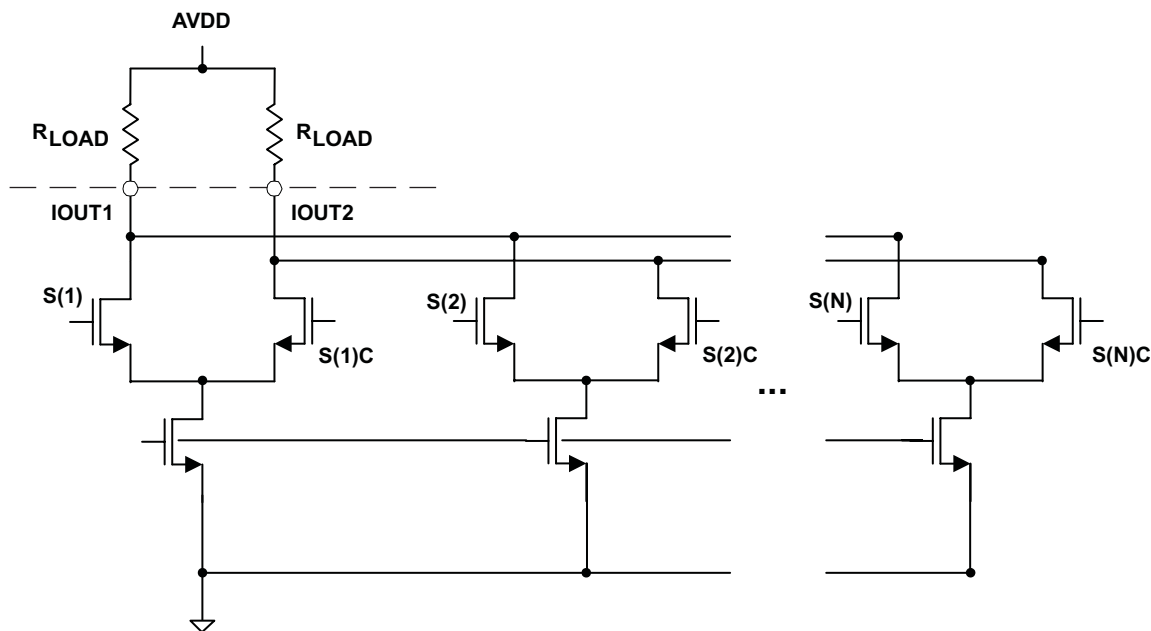 AVDD
RLOAD
RLOAD
IOUT1
IOUT2
S(1)
S(1)C
S(2)
S(2)C
...
S(N)
S(N)C